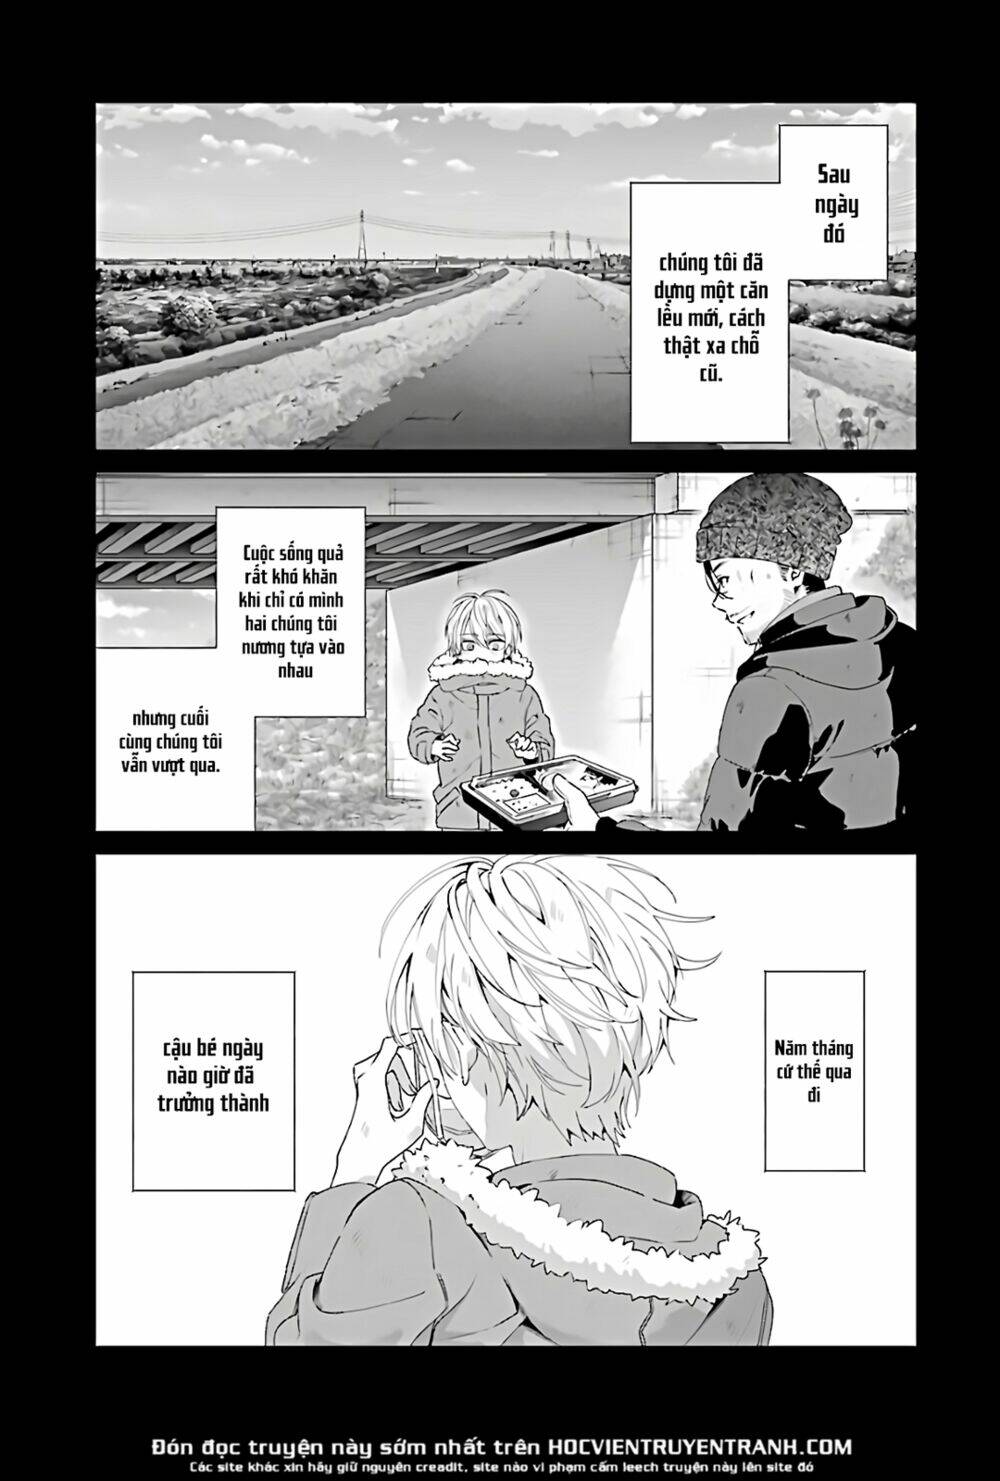 Sau
ngày
đó
chúng tôi đã
dựng một căn
lều mới, cách
thật xa chỗ
cũ.
Cuộc sống quả
rất khó khăn
khi chỉ có mình
hai chúng tôi
nương tựa vào
nhau
nhưng cuối
cùng chúng tôi
vẫn vượt qua.
Năm tháng
cứ thế qua
đi
cậu bé ngày
nào giờ đã
trưởng thành
Đón đọc truyện này sớm nhất trên HOCVIENTRUYENTRANH.COM
Các site khác xin hãy giữ nguyên creadit, site nào vi phạm cấm leech truyện này lên site đó